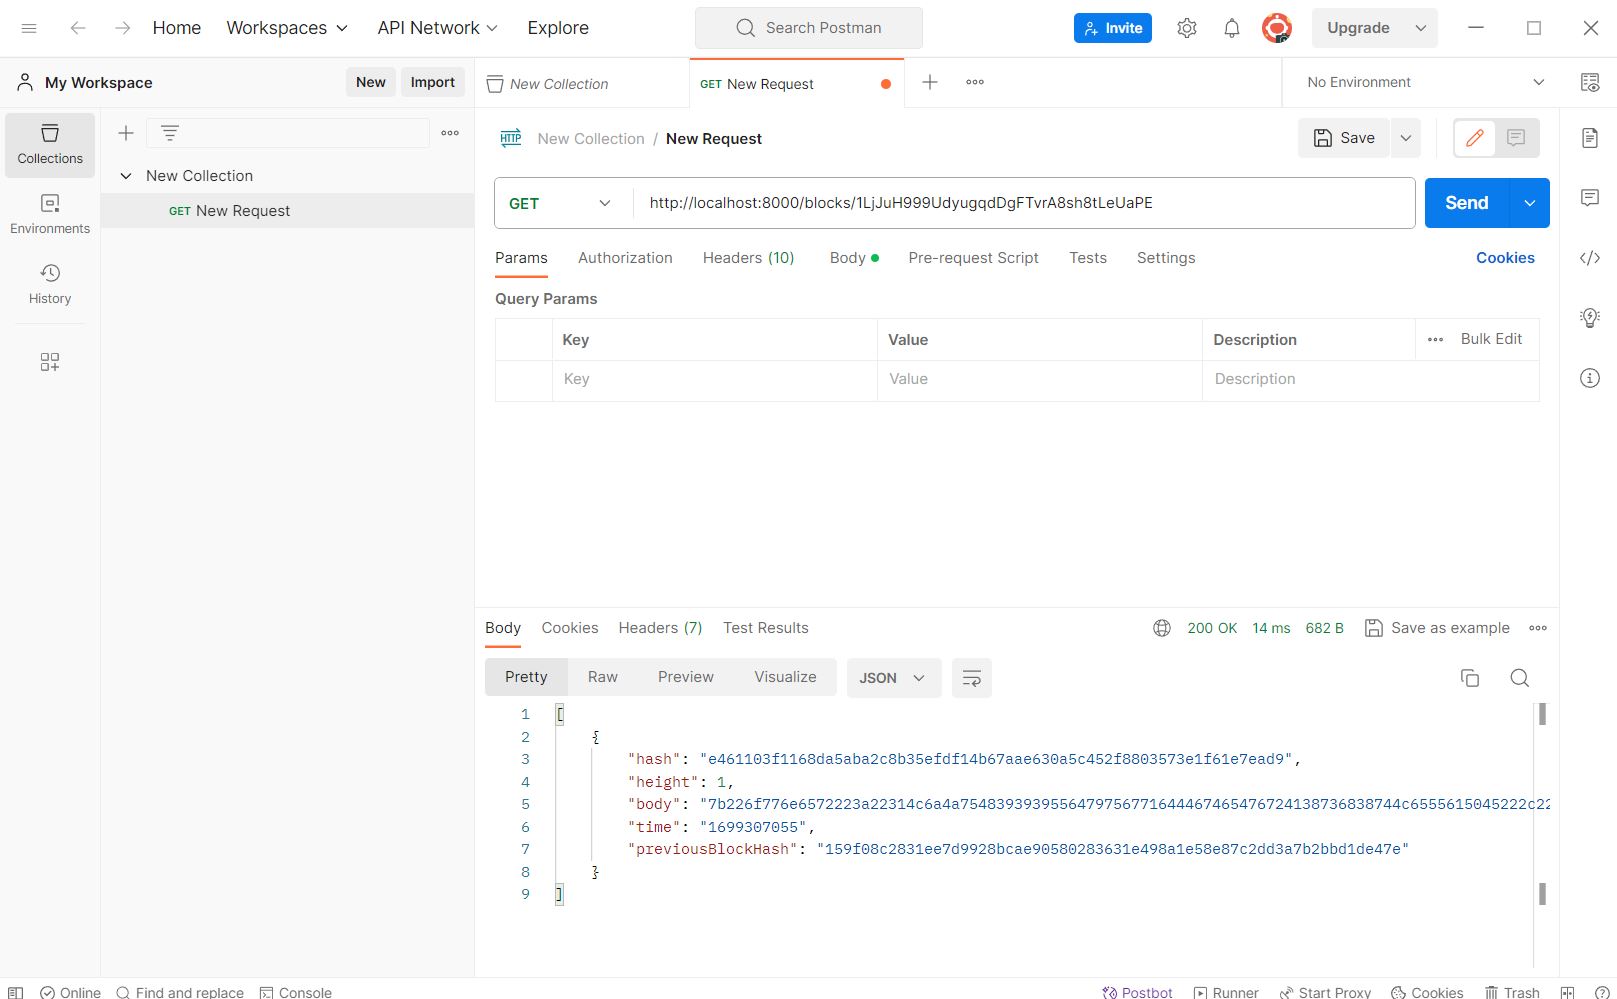 Home Workspaces API Network Explore Search Postman Invite Upgrade
My Workspace New Import New Collection GET New Request No Environment
Collections
Environments
History
New Collection
GET New Request
HTTP New Collection / New Request Save
GET http://localhost:8000/blocks/1LjJuH999UdyugqdDgFTvrA8sh8tLeUaPE Send
Params Authorization Headers (10) Body Pre-request Script Tests Settings Cookies
Query Params
Key Value Description Bulk Edit
Key Value Description
Body Cookies Headers (7) Test Results 200 OK 14 ms 682 B Save as example
Pretty Raw Preview Visualize JSON
1 [
2 {
3 "hash": "e461103f1168da5aba2c8b35efdf14b67aae630a5c452f8803573e1f61e7ead9",
4 "height": 1,
5 "body": "7b226f776e6572223a22314c6a4a75483939395564797567716444674654767241387368387​44c6555615045222c22
6 "time": "1699307055",
7 "previousBlockHash": "159f08c2831ee7d9928bcae90580283631e498a1e58e87c2dd3a7b2bbd1de47e"
8 }
9 ]
Online Find and replace Console Postbot Runner Start Proxy Cookies Trash